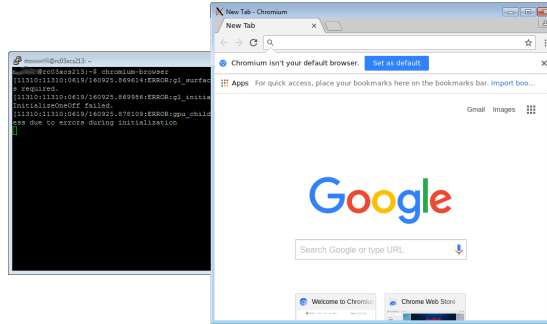 @rc03xcs213: ~
@rc03xcs213:~$ chromium-browser
[11310:11310:0619/160925.869614:ERROR:gl_surfac
s required.
[11310:11310:0619/160925.869986:ERROR:gl_initia
InitializeOneOff failed.
[11310:11310:0619/160925.878109:ERROR:gpu_child
ess due to errors during initialization
New Tab - Chromium
New Tab
Chromium isn't your default browser. Set as default
Apps For quick access, place your bookmarks here on the bookmarks bar. Import boo...
Gmail Images
Google
Search Google or type URL
Welcome to Chromiu
Chrome Web Store